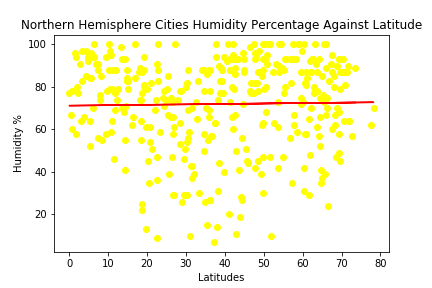 Northern Hemisphere Cities Humidity Percentage Against Latitude
100
80
60
40
20
Humidity %
0 10 20 30 40 50 60 70 80
Latitudes